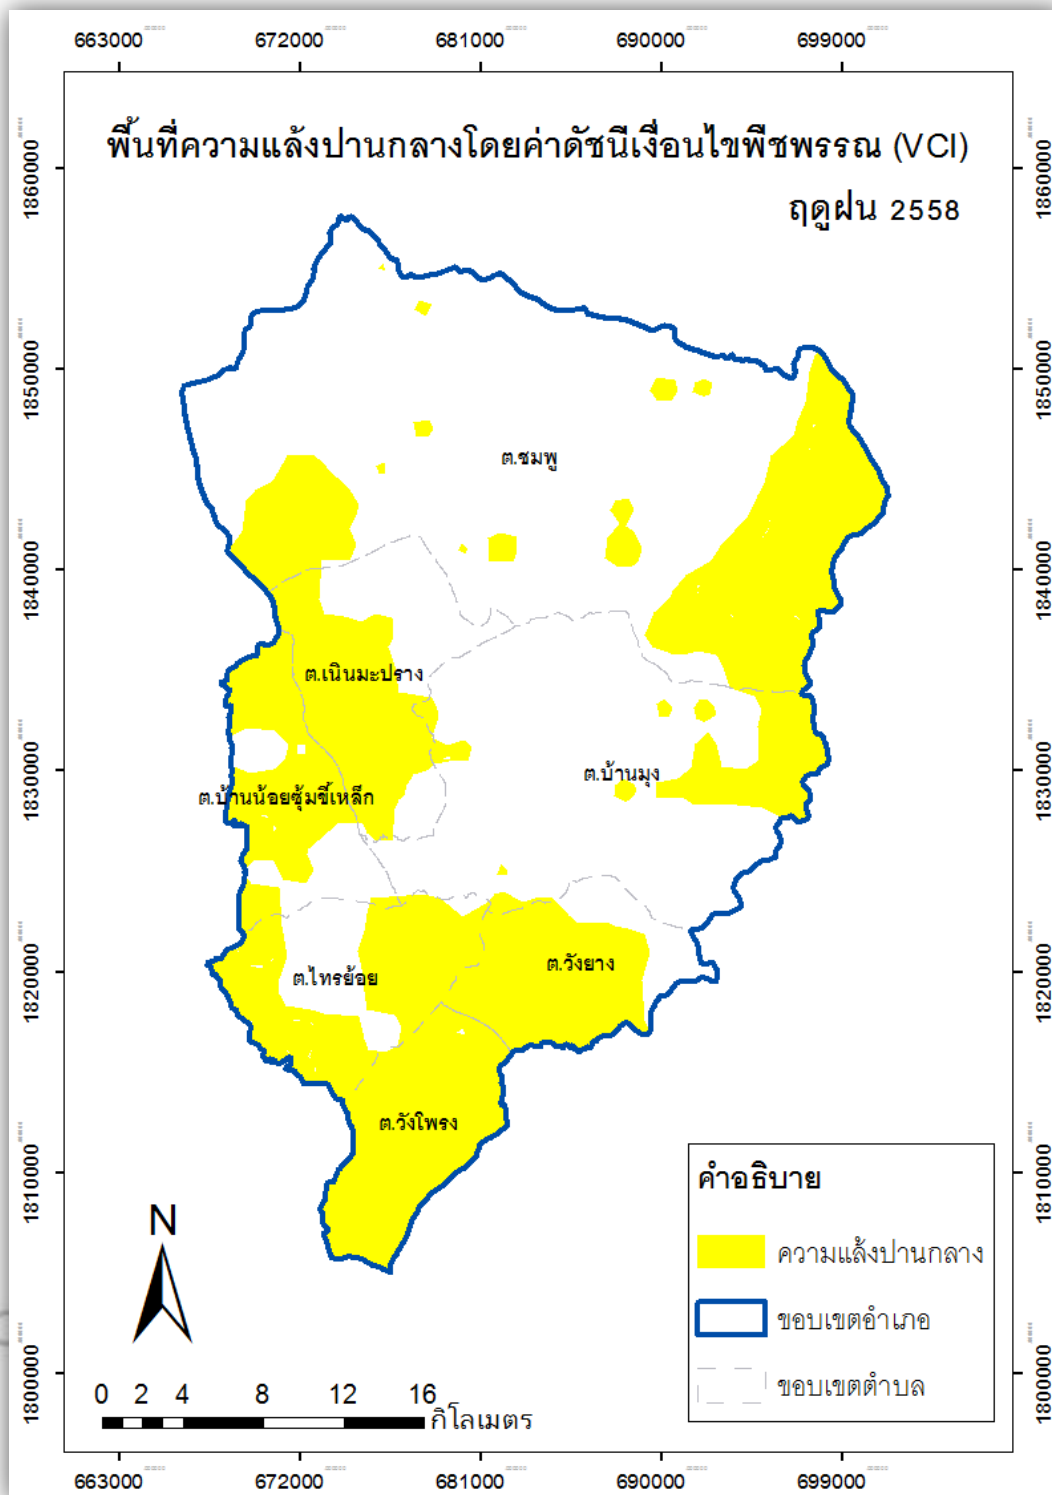 663000 672000 681000 690000 699000
พื้นที่ความแล้งปานกลางโดยค่าดัชนีเงื่อนไขพืชพรรณ (VCI)
ฤดูฝน 2558
1860000 1860000
1850000 1850000
ต.ชมพู
1840000 1840000
ต.เนินมะปราง
1830000 1830000
ต.บ้านมุง
ต.บ้านน้อยซุ้มขี้เหล็ก
ต.วังยาง
1820000 1820000
ต.ไทรย้อย
ต.วังโพรง
1810000 1810000
คำอธิบาย
ความแล้งปานกลาง
ขอบเขตอำเภอ
ขอบเขตตำบล
N
1800000 1800000
0 2 4 8 12 16
กิโลเมตร
663000 672000 681000 690000 699000